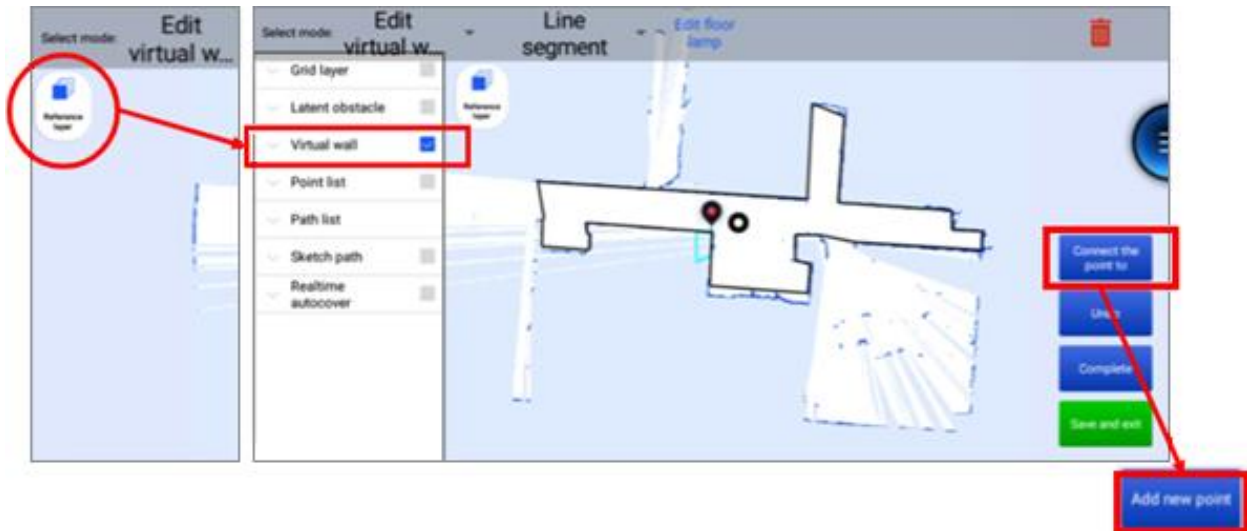 Select mode:
Edit
virtual w...
Reference
layer
Select mode:
Edit
virtual w...
Line
segment
Edit floor
lamp
Grid layer
Latent obstacle
Virtual wall
Point list
Path list
Sketch path
Realtime
autocover
Reference
layer
Connect the
point to
Undo
Complete
Save and exit
Add new point